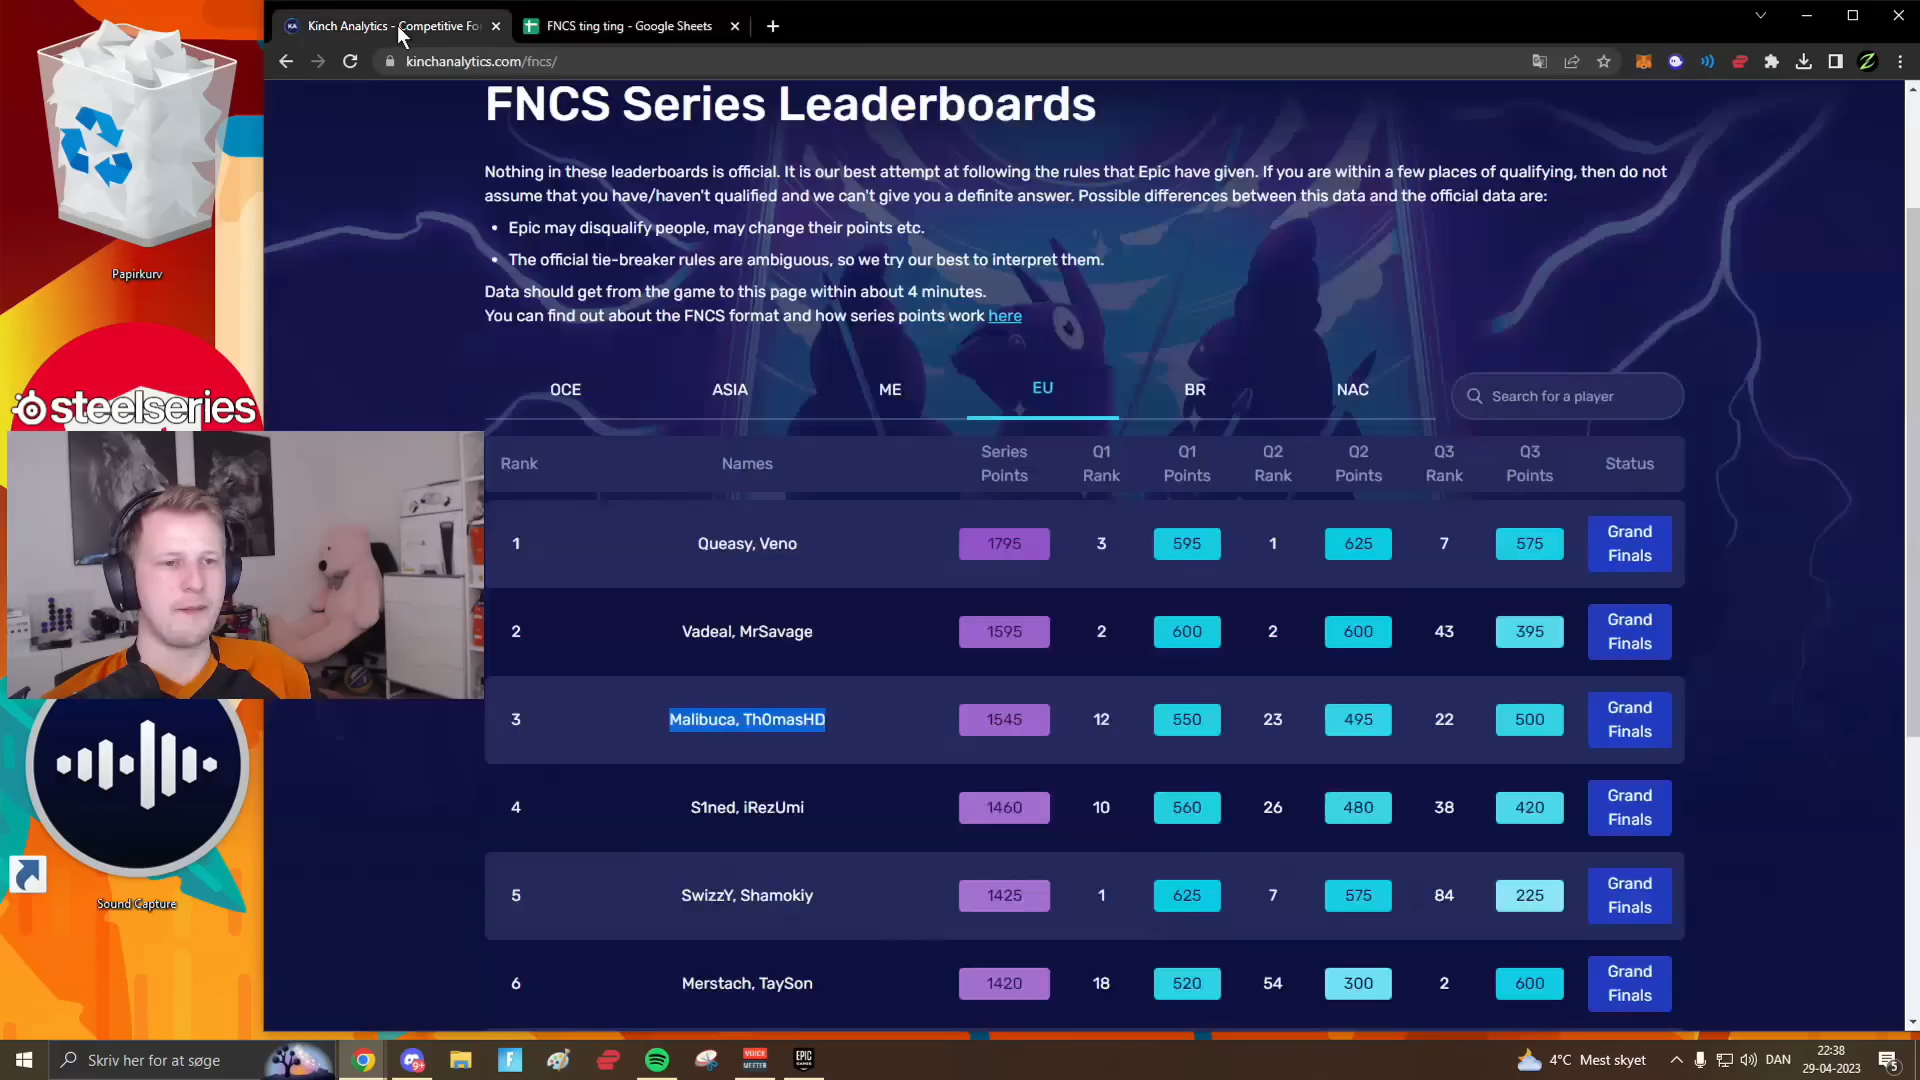 Kinch Analytics - Competitive Fo
FNCS ting ting - Google Sheets
kinchanalytics.com/fncs/
Papirkurv
steelseries
Sound Capture
FNCS Series Leaderboards
Nothing in these leaderboards is official. It is our best attempt at following the rules that Epic have given. If you are within a few places of qualifying, then do not
assume that you have/haven't qualified and we can't give you a definite answer. Possible differences between this data and the official data are:
• Epic may disqualify people, may change their points etc.
• The official tie-breaker rules are ambiguous, so we try our best to interpret them.
Data should get from the game to this page within about 4 minutes.
You can find out about the FNCS format and how series points work here
OCE ASIA ME EU BR NAC Search for a player
Rank Names Series Points Q1 Rank Q1 Points Q2 Rank Q2 Points Q3 Rank Q3 Points Status
1 Queasy, Veno 1795 3 595 1 625 7 575 Grand Finals
2 Vadeal, MrSavage 1595 2 600 2 600 43 395 Grand Finals
3 Malibuca, Th0masHD 1545 12 550 23 495 22 500 Grand Finals
4 S1ned, iRezUmi 1460 10 560 26 480 38 420 Grand Finals
5 SwizzY, Shamokiy 1425 1 625 7 575 84 225 Grand Finals
6 Merstach, TaySon 1420 18 520 54 300 2 600 Grand Finals
Skriv her for at søge
9+
VOICE
MEETER
EPIC
GAMES
4°C Mest skyet
DAN
22:38
29-04-2023
5